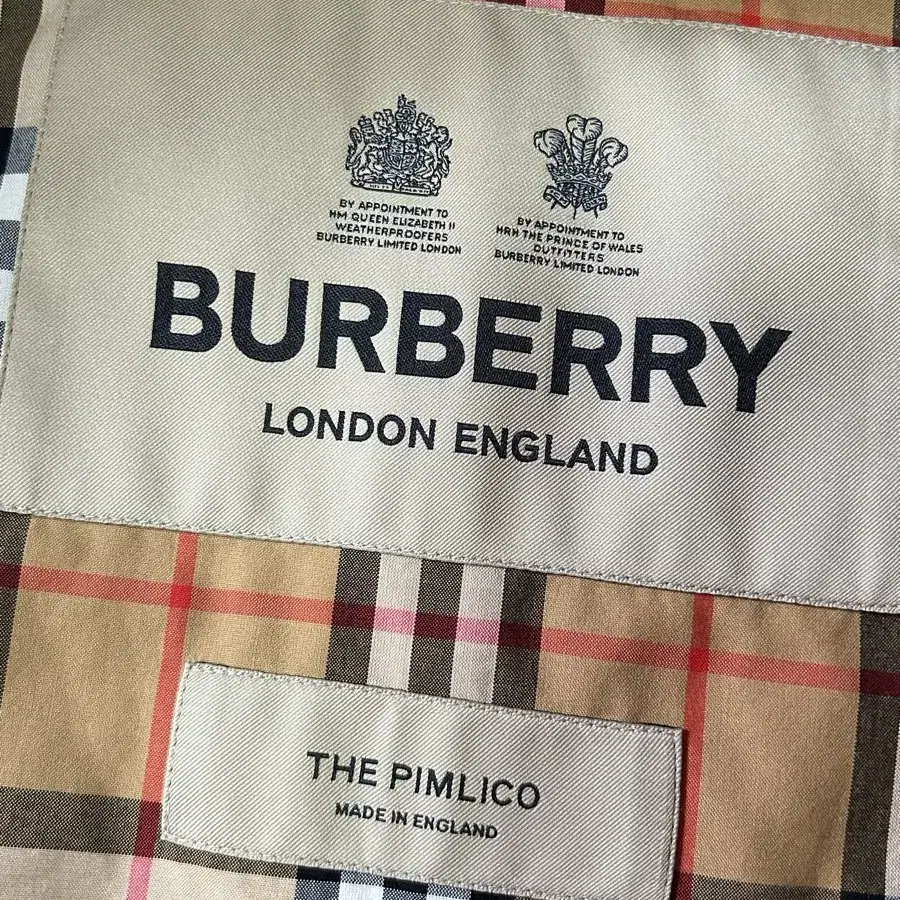 BY APPOINTMENT TO
HM QUEEN ELIZABETH II
WEATHERPROOFERS
BURBERRY LIMITED LONDON
BY APPOINTMENT TO
HRH THE PRINCE OF WALES
OUTFITTERS
BURBERRY LIMITED LONDON
BURBERRY
LONDON ENGLAND
THE PIMLICO
MADE IN ENGLAND